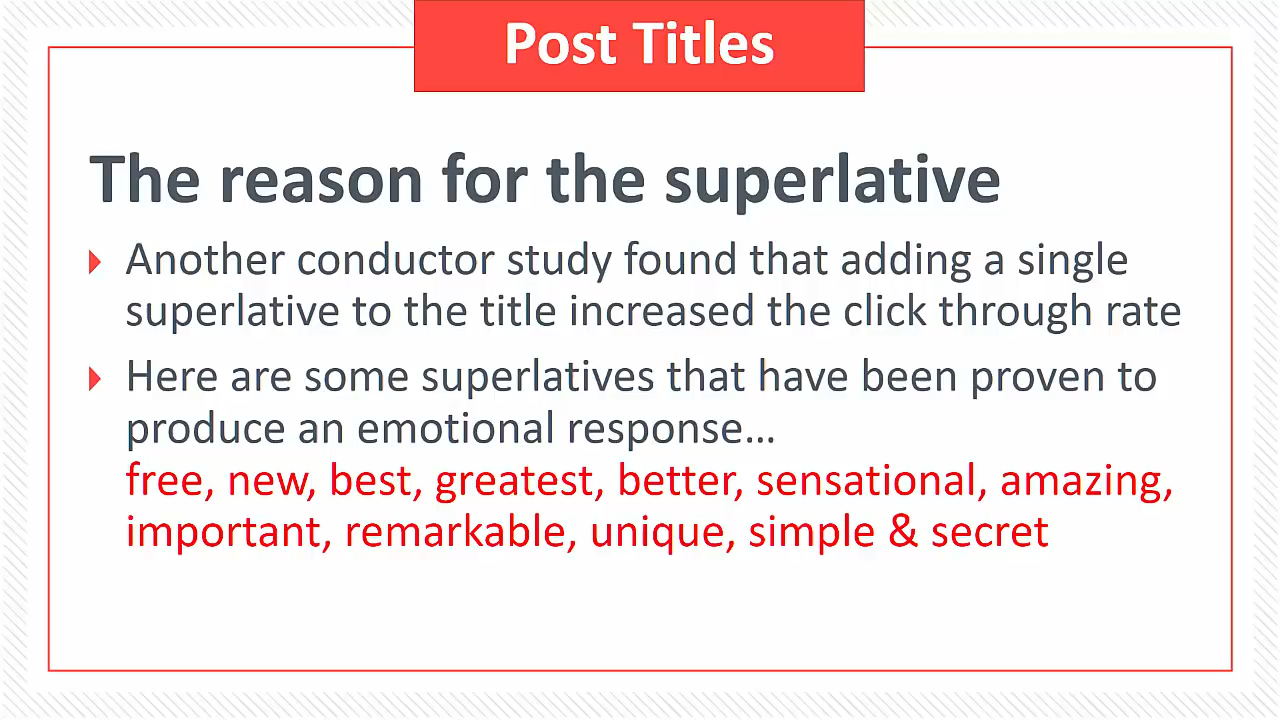 Post Titles
The reason for the superlative
Another conductor study found that adding a single
superlative to the title increased the click through rate
Here are some superlatives that have been proven to
produce an emotional response…
free, new, best, greatest, better, sensational, amazing,
important, remarkable, unique, simple & secret